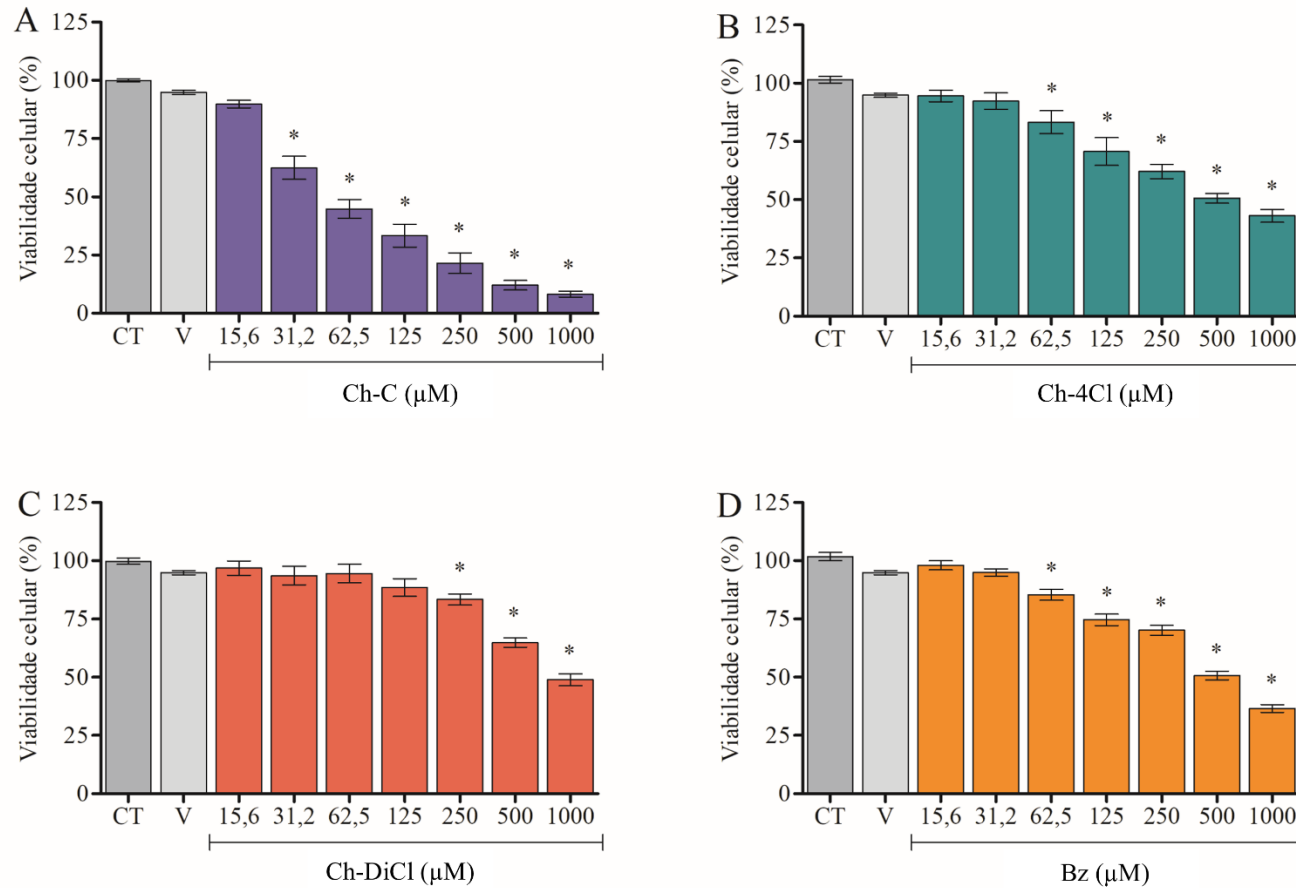 A
Viabilidade celular (%)
125
100
75
50
25
0
* * * * * *
CT V 15,6 31,2 62,5 125 250 500 1000
Ch-C (µM)
B
Viabilidade celular (%)
125
100
75
50
25
0
* * * * *
CT V 15,6 31,2 62,5 125 250 500 1000
Ch-4Cl (µM)
C
Viabilidade celular (%)
125
100
75
50
25
0
* * *
CT V 15,6 31,2 62,5 125 250 500 1000
Ch-DiCl (µM)
D
Viabilidade celular (%)
125
100
75
50
25
0
* * * * *
CT V 15,6 31,2 62,5 125 250 500 1000
Bz (µM)